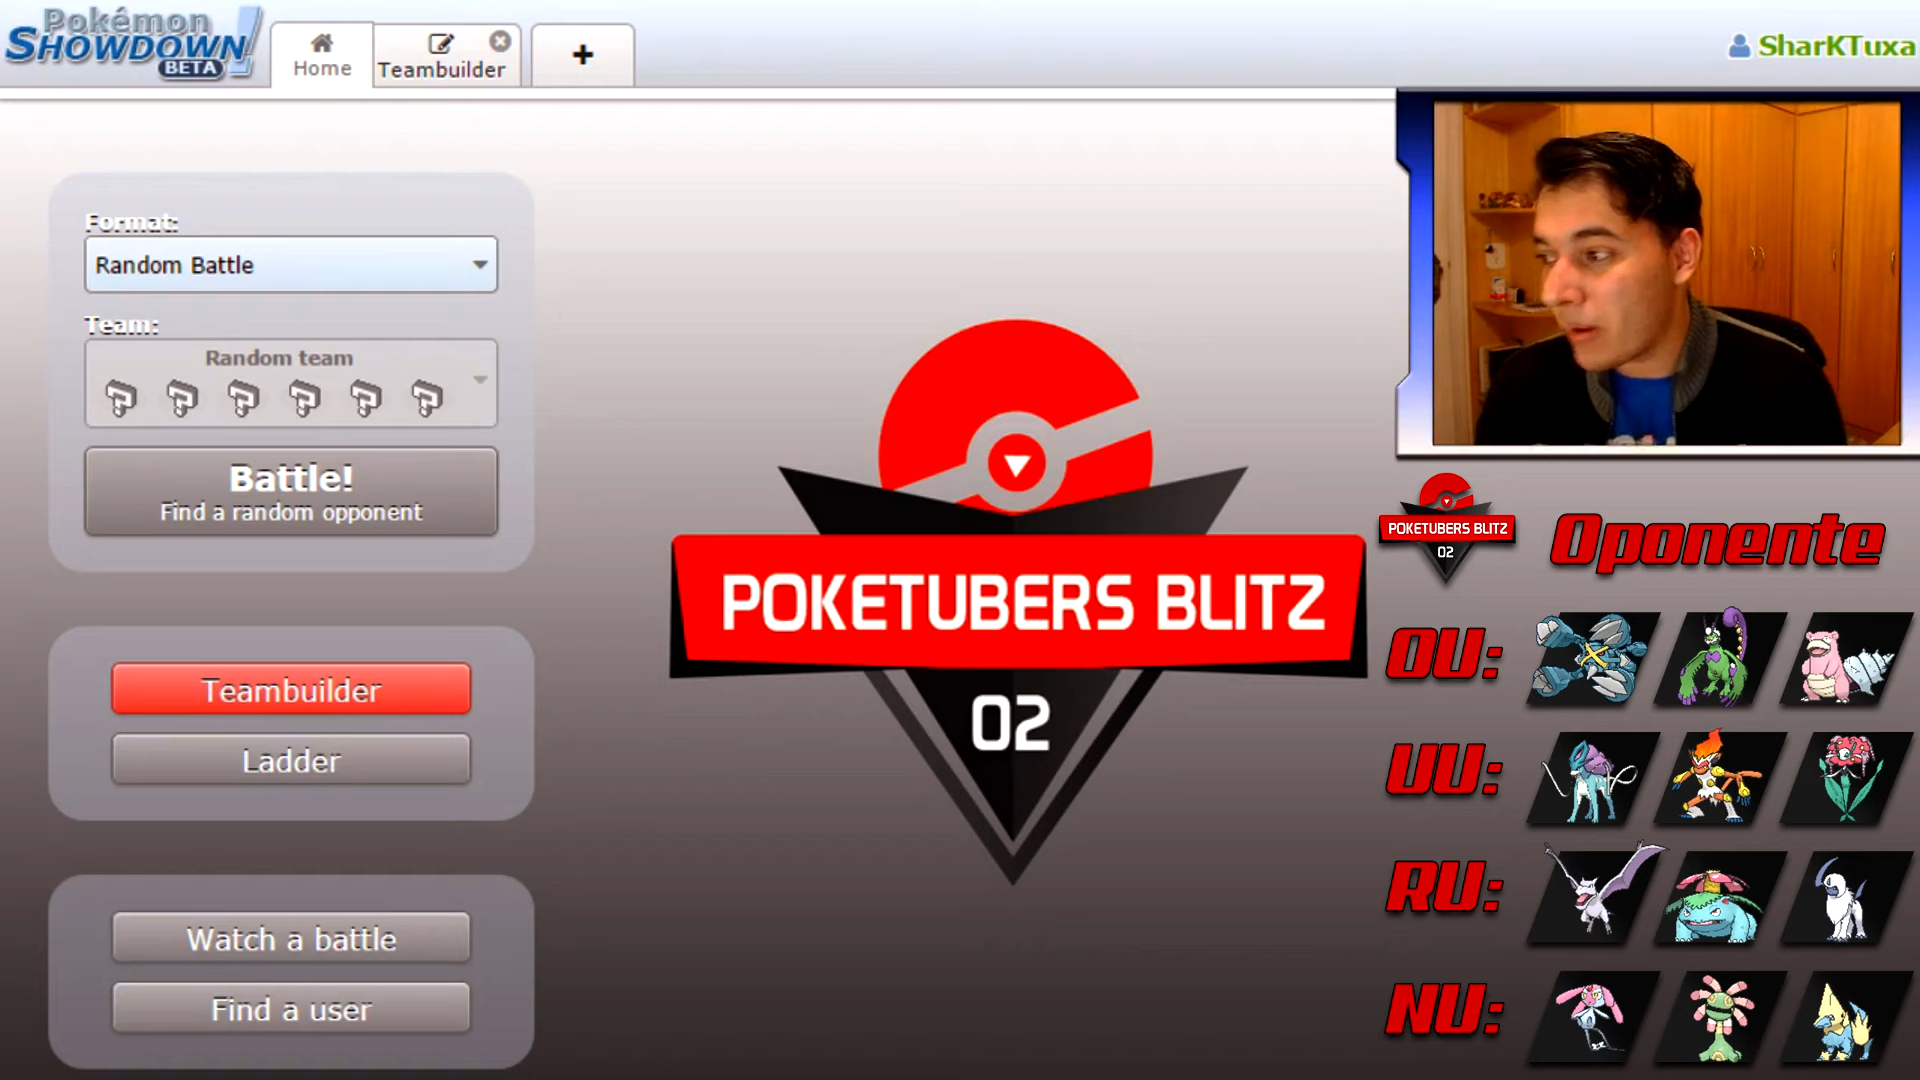 Pokémon
SHOWDOWN!
BETA
Home
Teambuilder
+
SharKTuxa
Format:
Random Battle
Team:
Random team
? ? ? ? ? ?
Battle!
Find a random opponent
Teambuilder
Ladder
Watch a battle
Find a user
POKETUBERS BLITZ
02
POKETUBERS BLITZ
02
Oponente
OU:
UU:
RU:
NU: